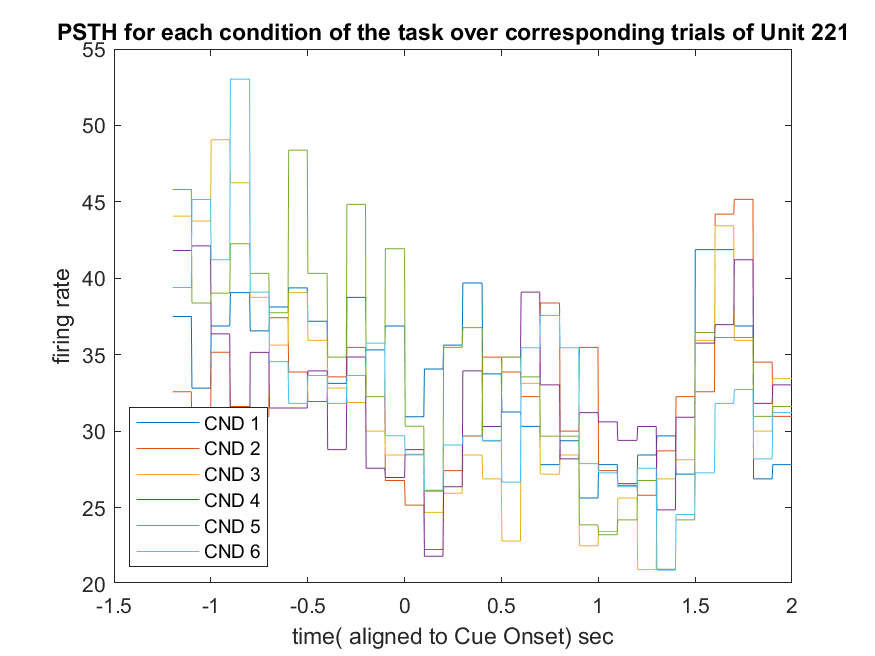 PSTH for each condition of the task over corresponding trials of Unit 221
55
50
45
40
35
30
25
20
firing rate
CND 1
CND 2
CND 3
CND 4
CND 5
CND 6
-1.5 -1 -0.5 0 0.5 1 1.5 2
time( aligned to Cue Onset) sec